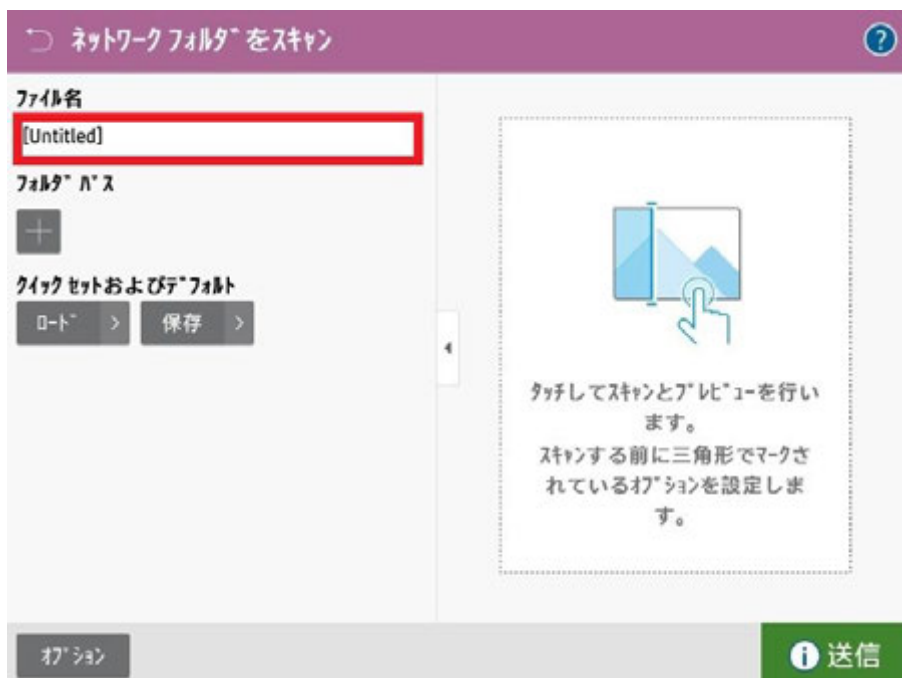 ネットワーク フォルダをスキャン
?
ファイル名
[Untitled]
フォルダ パス
クイック セットおよびデフォルト
ロード >
保存 >
タッチしてスキャンとプレビューを行い
ます。
スキャンする前に三角形でマークさ
れているオプションを設定しま
す。
オプション
i 送信